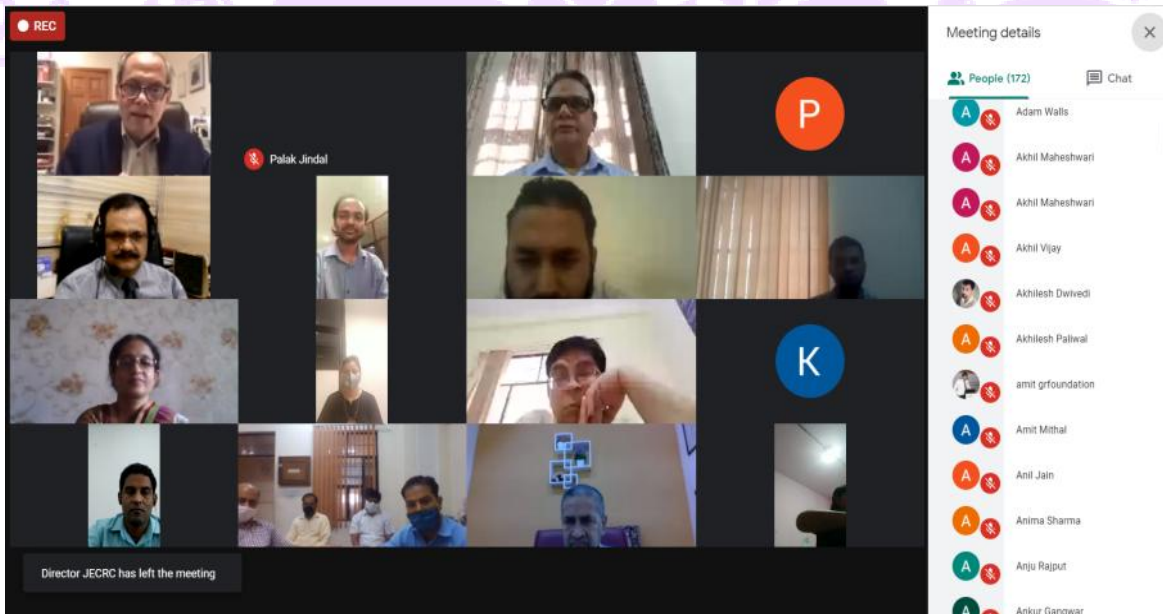 REC
Palak Jindal
P
K
Director JECRC has left the meeting
Meeting details
People (172)
Chat
A
Adam Walls
A
Akhil Maheshwari
A
Akhil Maheshwari
A
Akhil Vijay
Akhilesh Dwivedi
A
Akhilesh Paliwal
amit grfoundation
A
Amit Mithal
A
Anil Jain
A
Anima Sharma
A
Anju Rajput
A
Ankur Gangwar